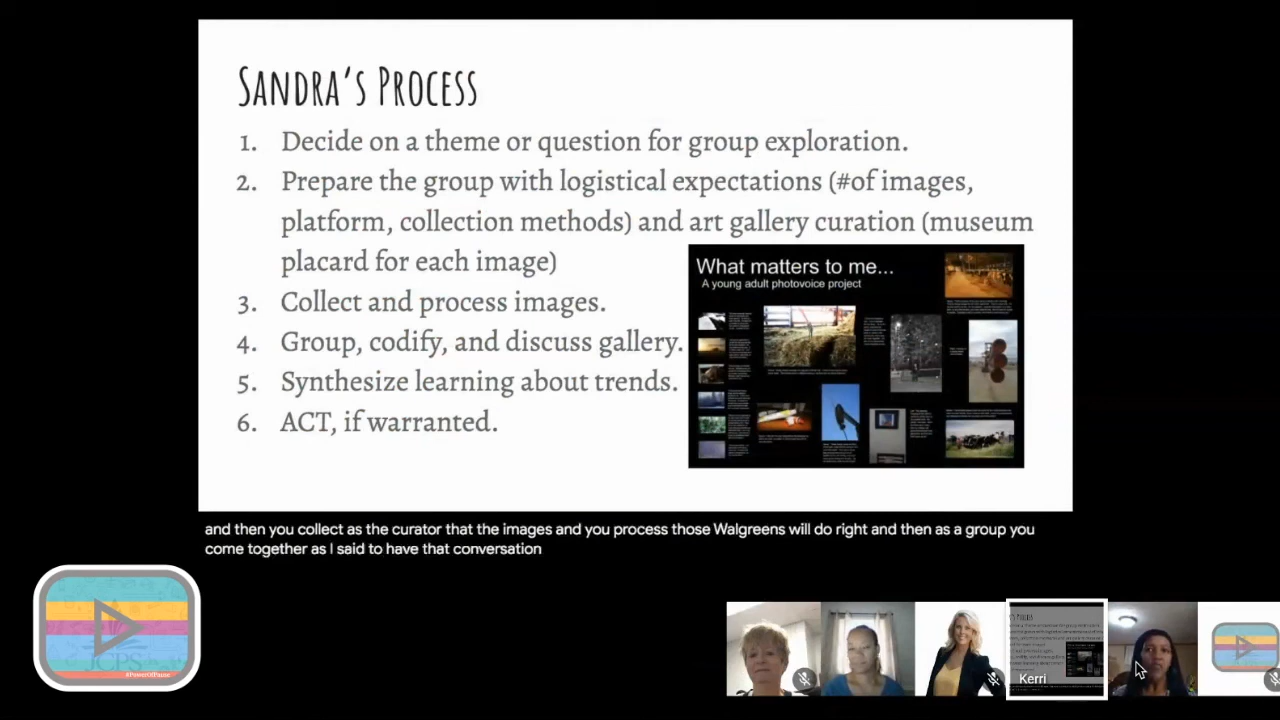 SANDRA'S PROCESS
1. Decide on a theme or question for group exploration.
2. Prepare the group with logistical expectations (#of images,
platform, collection methods) and art gallery curation (museum
placard for each image)
3. Collect and process images.
4. Group, codify, and discuss gallery.
5. Synthesize learning about trends.
6. ACT, if warranted.
What matters to me...
A young adult photovoice project
and then you collect as the curator that the images and you process those Walgreens will do right and then as a group you
come together as I said to have that conversation
JCPS
Kerri